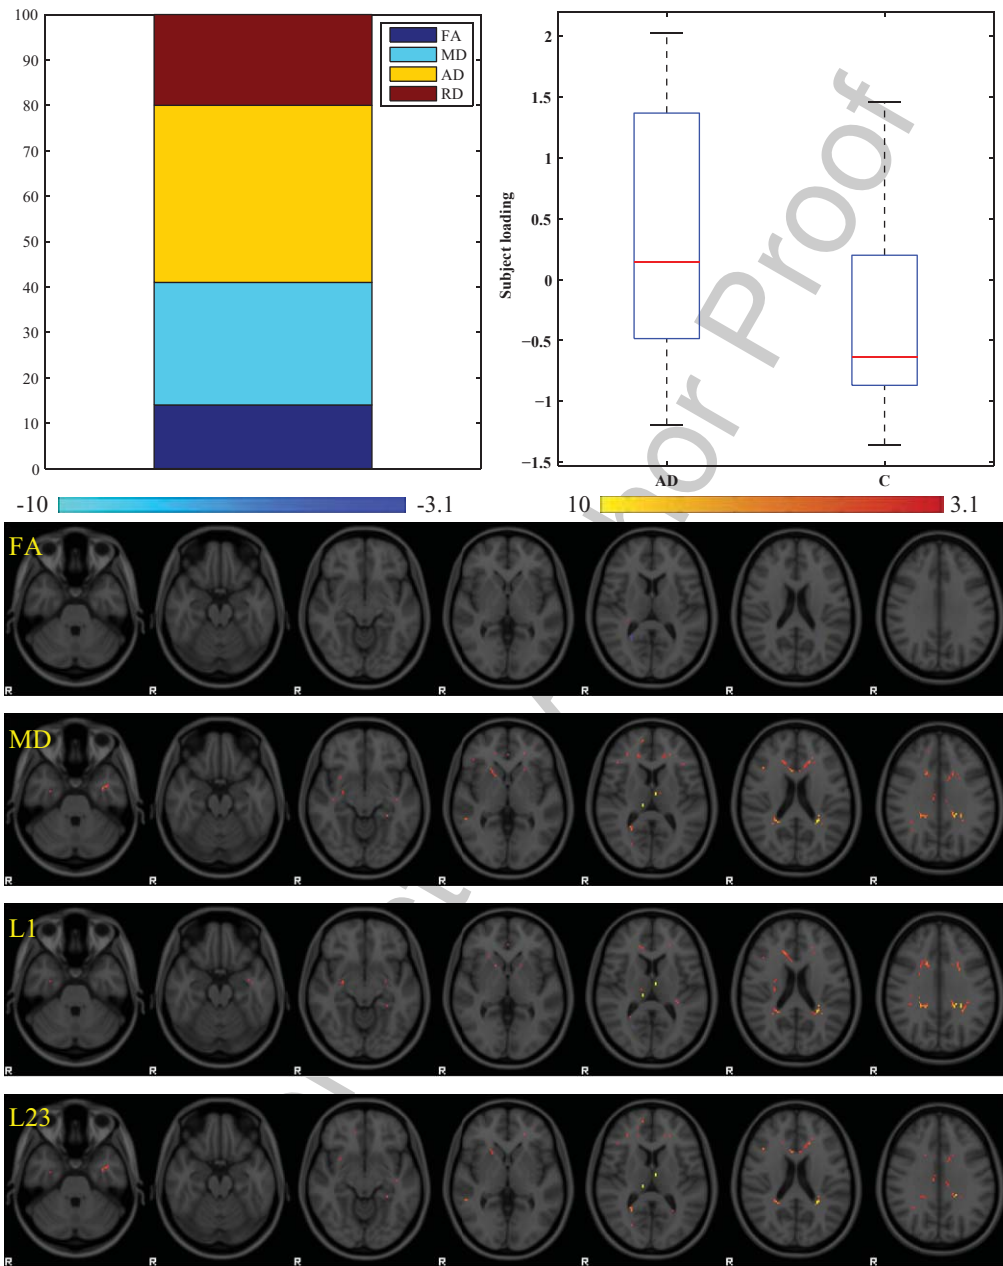 100
90
80
70
60
50
40
30
20
10
0
FA
MD
AD
RD
2
1.5
1
0.5
0
−0.5
−1
−1.5
Subject loading
AD
C
-10
-3.1
10
3.1
FA
R R R R R R R
MD
R R R R R R R
L1
R R R R R R R
L23
R R R R R R R
Proof